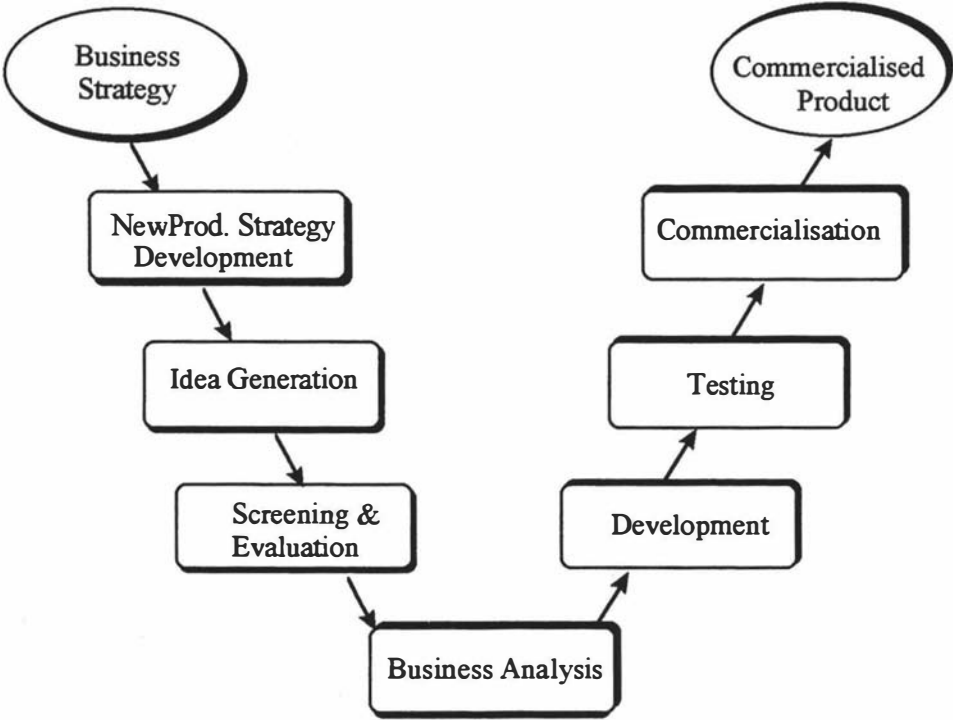 Business
Strategy
NewProd. Strategy
Development
Idea Generation
Screening &
Evaluation
Business Analysis
Development
Testing
Commercialisation
Commercialised
Product